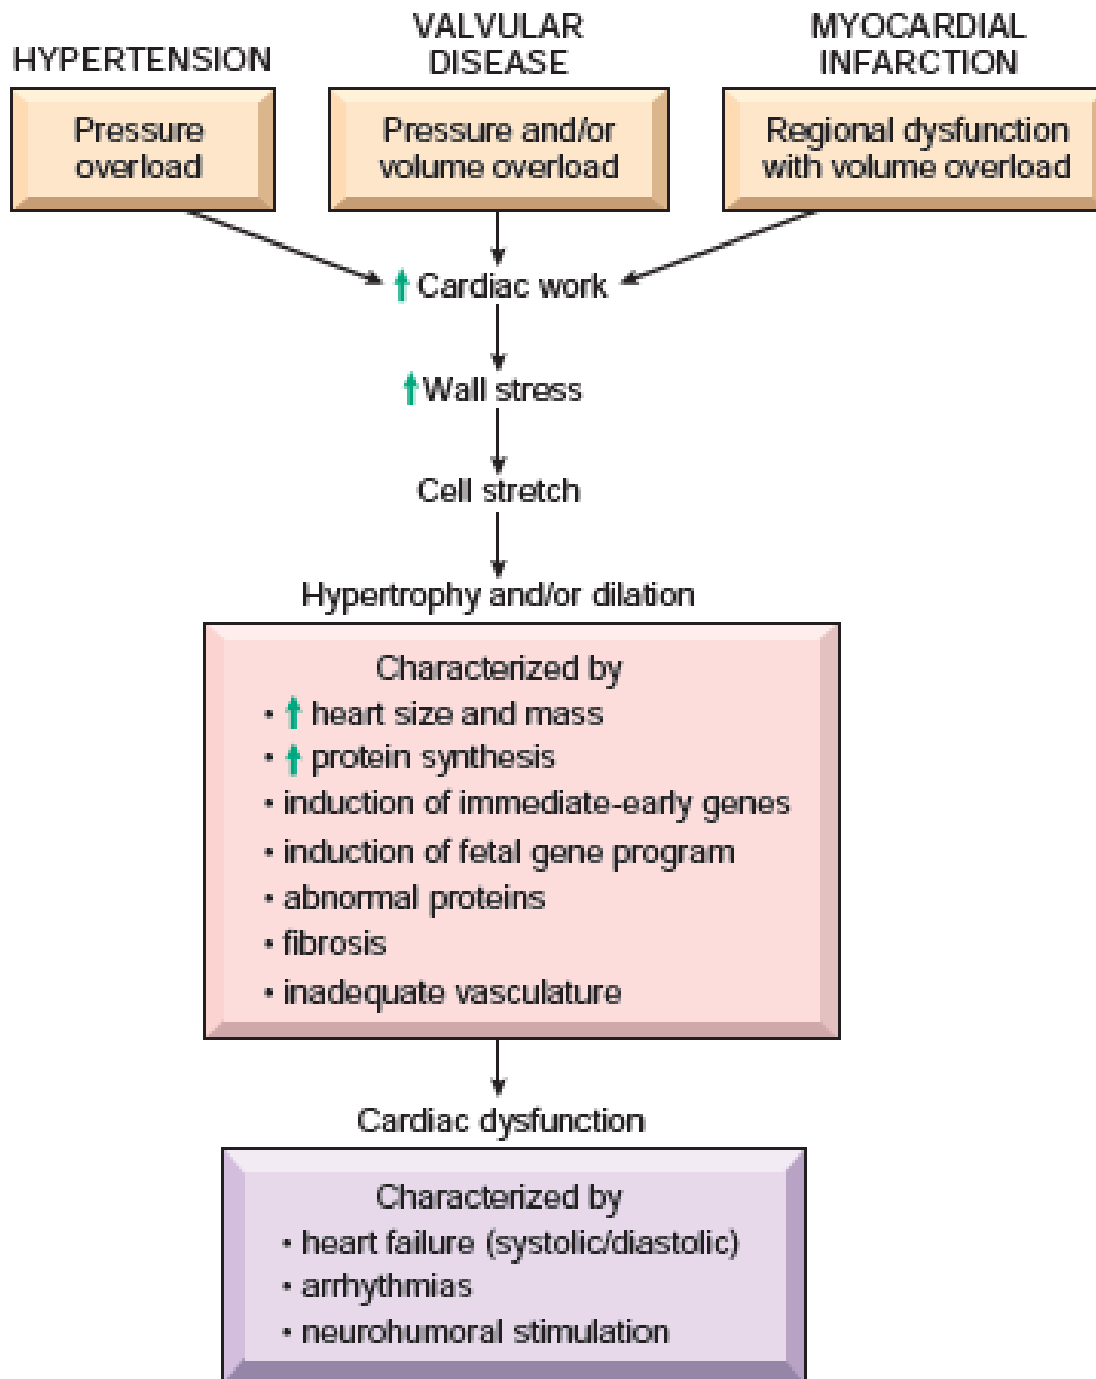 HYPERTENSION
VALVULAR
DISEASE
MYOCARDIAL
INFARCTION
Pressure
overload
Pressure and/or
volume overload
Regional dysfunction
with volume overload
↑ Cardiac work
↑ Wall stress
Cell stretch
Hypertrophy and/or dilation
Characterized by
• ↑ heart size and mass
• ↑ protein synthesis
• induction of immediate-early genes
• induction of fetal gene program
• abnormal proteins
• fibrosis
• inadequate vasculature
Cardiac dysfunction
Characterized by
• heart failure (systolic/diastolic)
• arrhythmias
• neurohumoral stimulation